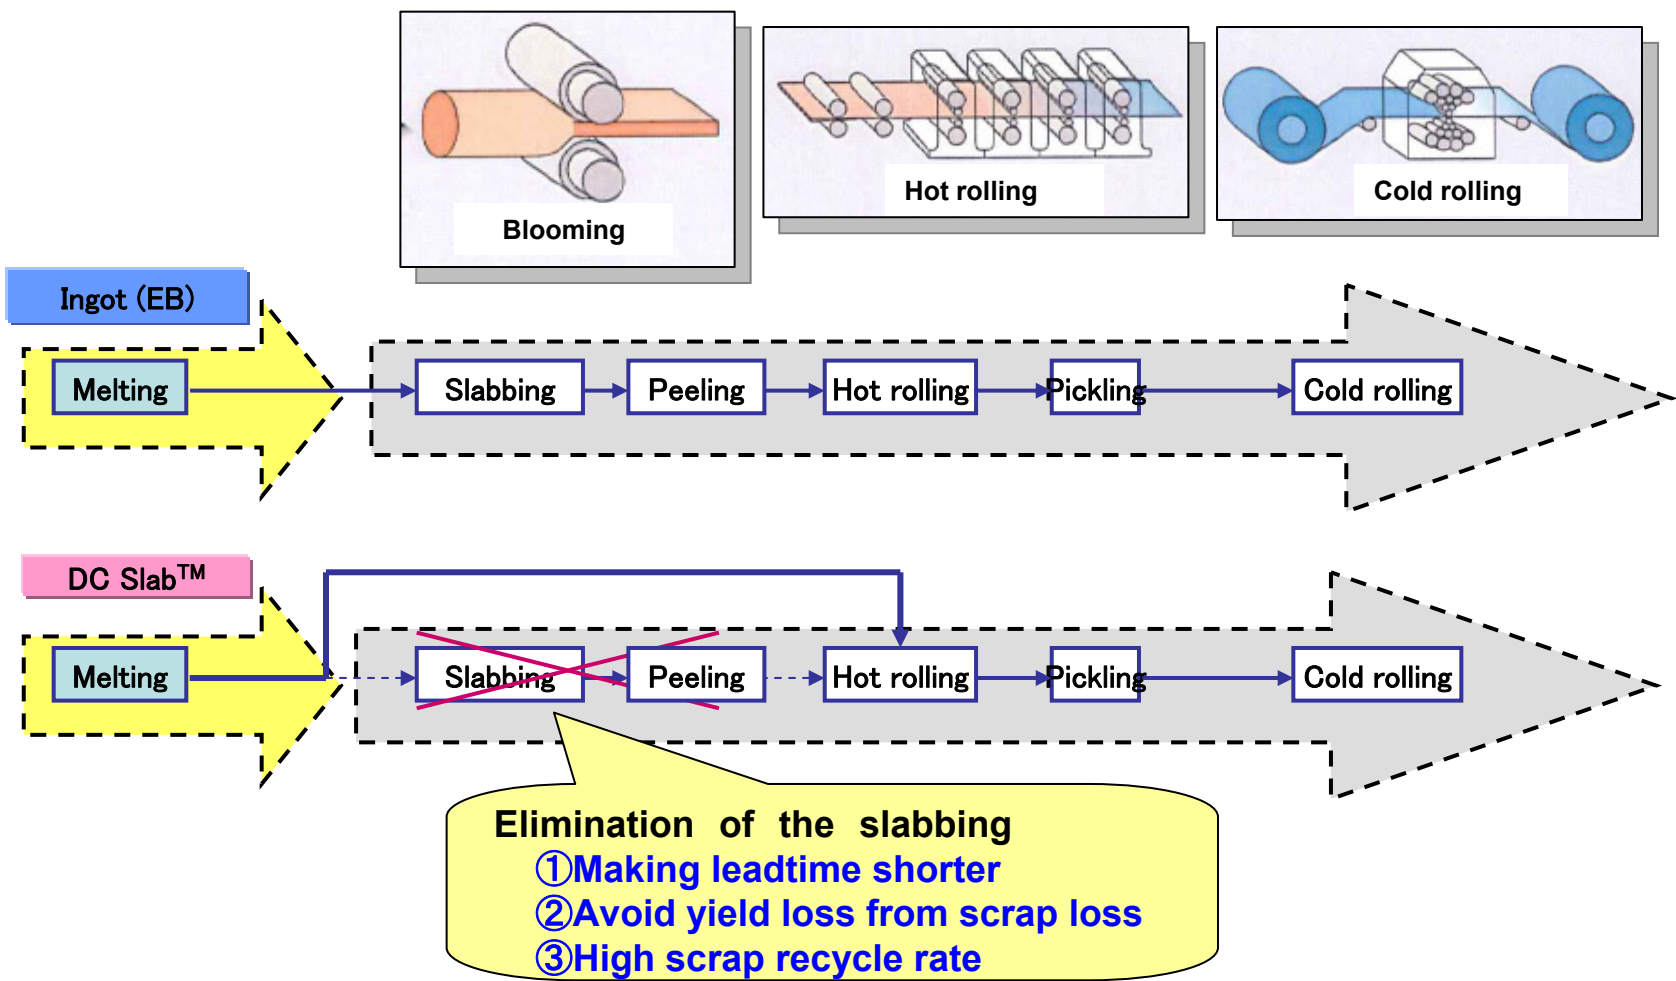 Blooming
Hot rolling
Cold rolling
Ingot (EB)
Melting
Slabbing
Peeling
Hot rolling
Pickling
Cold rolling
DC Slab™
Melting
Slabbing
Peeling
Hot rolling
Pickling
Cold rolling
Elimination of the slabbing
①Making leadtime shorter
②Avoid yield loss from scrap loss
③High scrap recycle rate